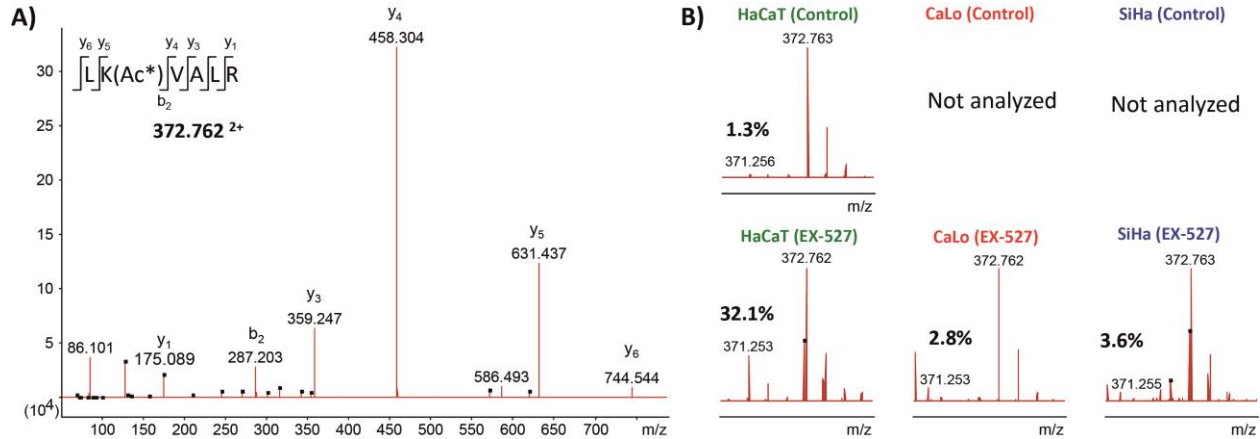 A)
y4
458.304
y6 y5 y4 y3 y1
LK(Ac*)VALR
b2
372.762 2+
30
25
20
15
10
5
(10^4)
y5
631.437
y3
359.247
86.101
y1
175.089
b2
287.203
586.493
y6
744.544
100 150 200 250 300 350 400 450 500 550 600 650 700 m/z
B)
HaCaT (Control)
372.763
1.3%
371.256
m/z
CaLo (Control)
Not analyzed
SiHa (Control)
Not analyzed
HaCaT (EX-527)
372.762
32.1%
371.253
m/z
CaLo (EX-527)
372.762
2.8%
371.253
m/z
SiHa (EX-527)
372.763
3.6%
371.255
m/z